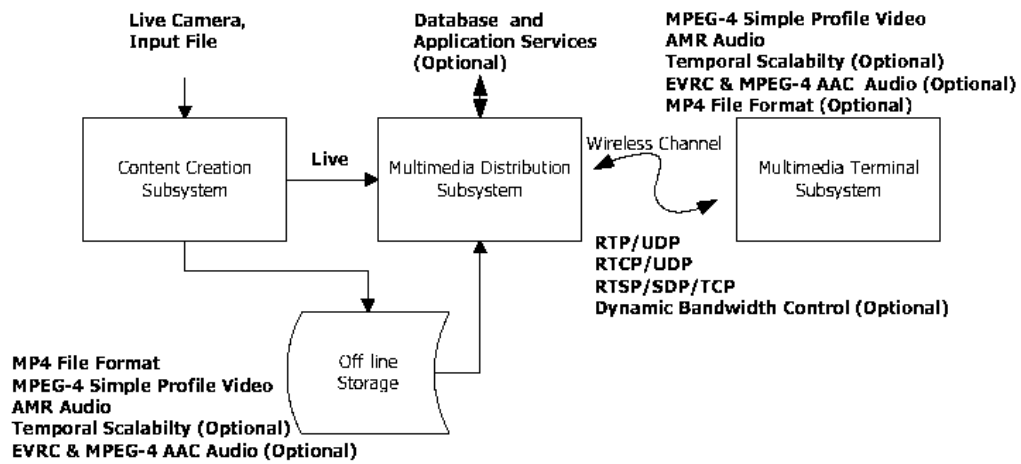 Live Camera,
Input File
Database and
Application Services
(Optional)
MPEG-4 Simple Profile Video
AMR Audio
Temporal Scalabilty (Optional)
EVRC & MPEG-4 AAC Audio (Optional)
MP4 File Format (Optional)
Content Creation
Subsystem
Live
Multimedia Distribution
Subsystem
Wireless Channel
Multimedia Terminal
Subsystem
RTP/UDP
RTCP/UDP
RTSP/SDP/TCP
Dynamic Bandwidth Control (Optional)
Off line
Storage
MP4 File Format
MPEG-4 Simple Profile Video
AMR Audio
Temporal Scalabilty (Optional)
EVRC & MPEG-4 AAC Audio (Optional)